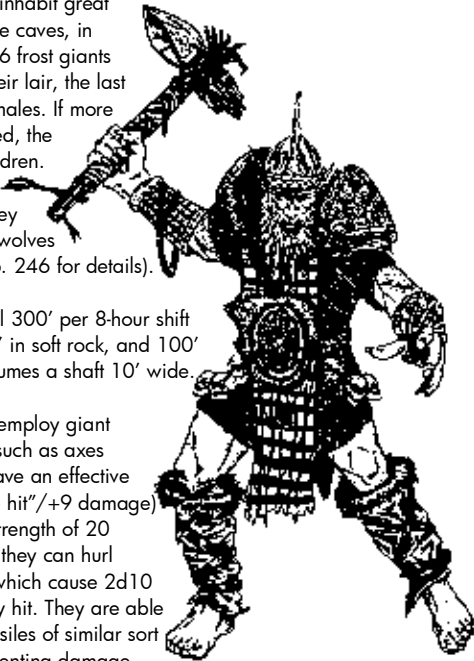 inhabit great
e caves, in
6 frost giants
eir lair, the last
nales. If more
ed, the
dren.
ey
wolves
o. 246 for details).
l 300’ per 8-hour shift
’ in soft rock, and 100’
umes a shaft 10’ wide.
employ giant
such as axes
ave an effective
hit”/+9 damage)
trength of 20
they can hurl
which cause 2d10
y hit. They are able
siles of similar sort
enting damage